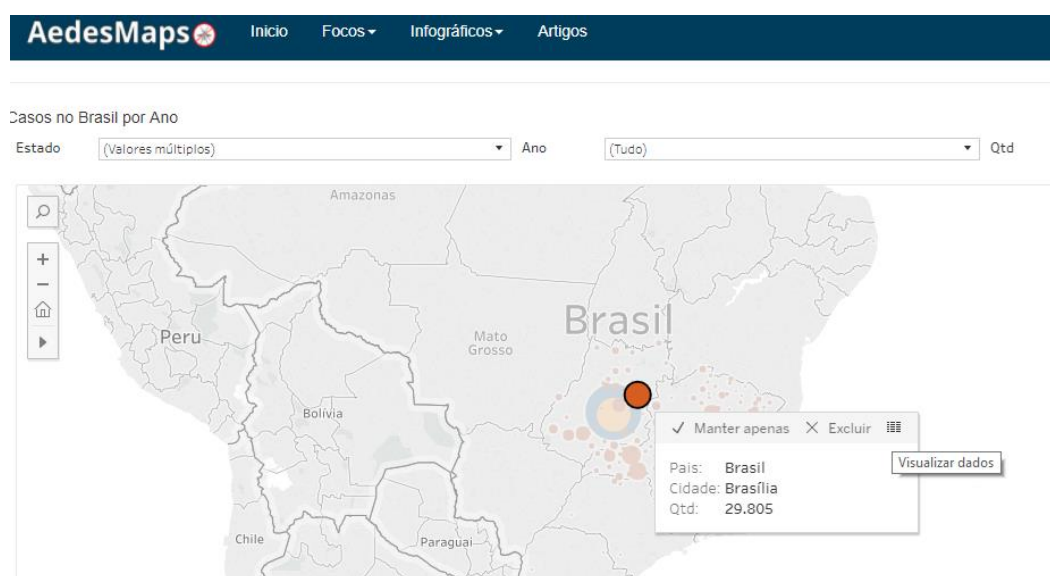 AedesMaps Inicio Focos Infográficos Artigos
Casos no Brasil por Ano
Estado (Valores múltiplos) Ano (Tudo) Qtd
Amazonas
Brasil
Peru
Mato
Grosso
Bolívia
Manter apenas Excluir
Visualizar dados
Pais: Brasil
Cidade: Brasília
Qtd: 29.805
Chile
Paraguai